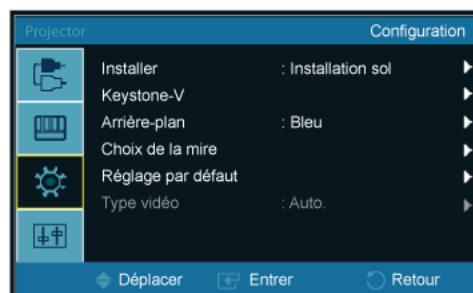 Projector Configuration
Installer : Installation sol
Keystone-V
Arrière-plan : Bleu
Choix de la mire
Réglage par défaut
Type vidéo : Auto.
Déplacer Entrer Retour